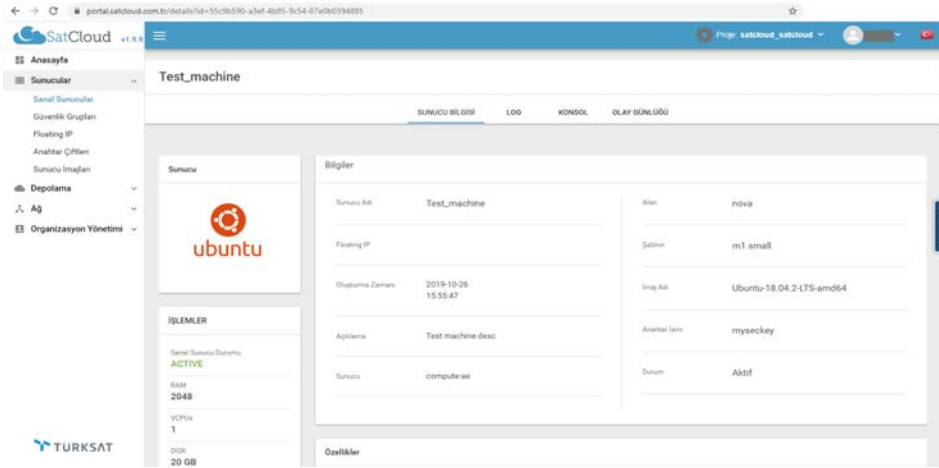 portal.satcloud.com.tr/details?id=55c9b590-a3ef-4b85-9c54-07e0b0394885
SatCloud v1.9.9
Proje: satcloud_satcloud
Anasayfa
Sunucular
Sanal Sunucular
Güvenlik Grupları
Floating IP
Anahtar Çiftleri
Sunucu İmajları
Depolama
Ağ
Organizasyon Yönetimi
TURKSAT
Test_machine
SUNUCU BİLGİSİ LOG KONSOL OLAY GÜNLÜĞÜ
Sunucu
ubuntu
İŞLEMLER
Sanal Sunucu Durumu
ACTIVE
RAM
2048
VCPUs
1
DISK
20 GB
Bilgiler
Sunucu Adı Test_machine
Floating IP
Oluşturma Zamanı 2019-10-26
15:55:47
Açıklama Test machine desc
Sunucu compute-ae
Alan nova
Şablon m1.small
İmaj Adı Ubuntu-18.04.2-LTS-amd64
Anahtar İsmi myseckey
Durum Aktif
Özellikler